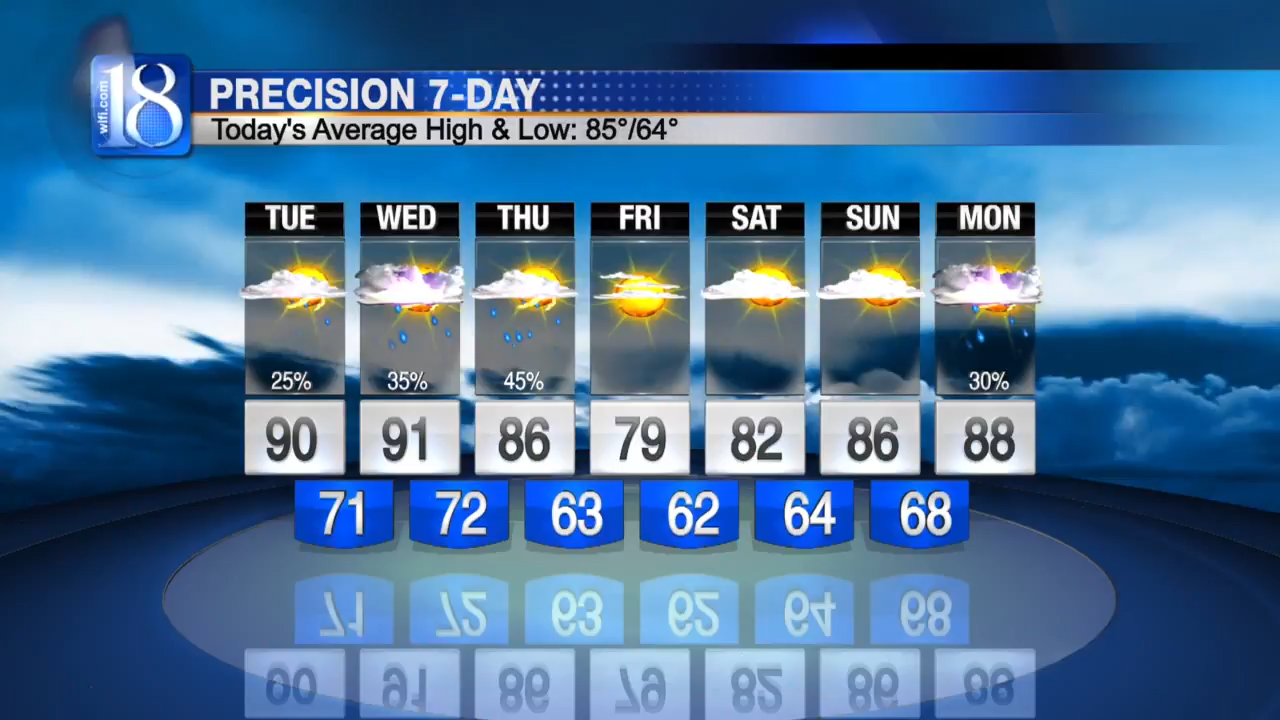 wlfi.com
18
PRECISION 7-DAY
Today's Average High & Low: 85°/64°
TUE WED THU FRI SAT SUN MON
25% 35% 45% 30%
90 91 86 79 82 86 88
71 72 63 62 64 68